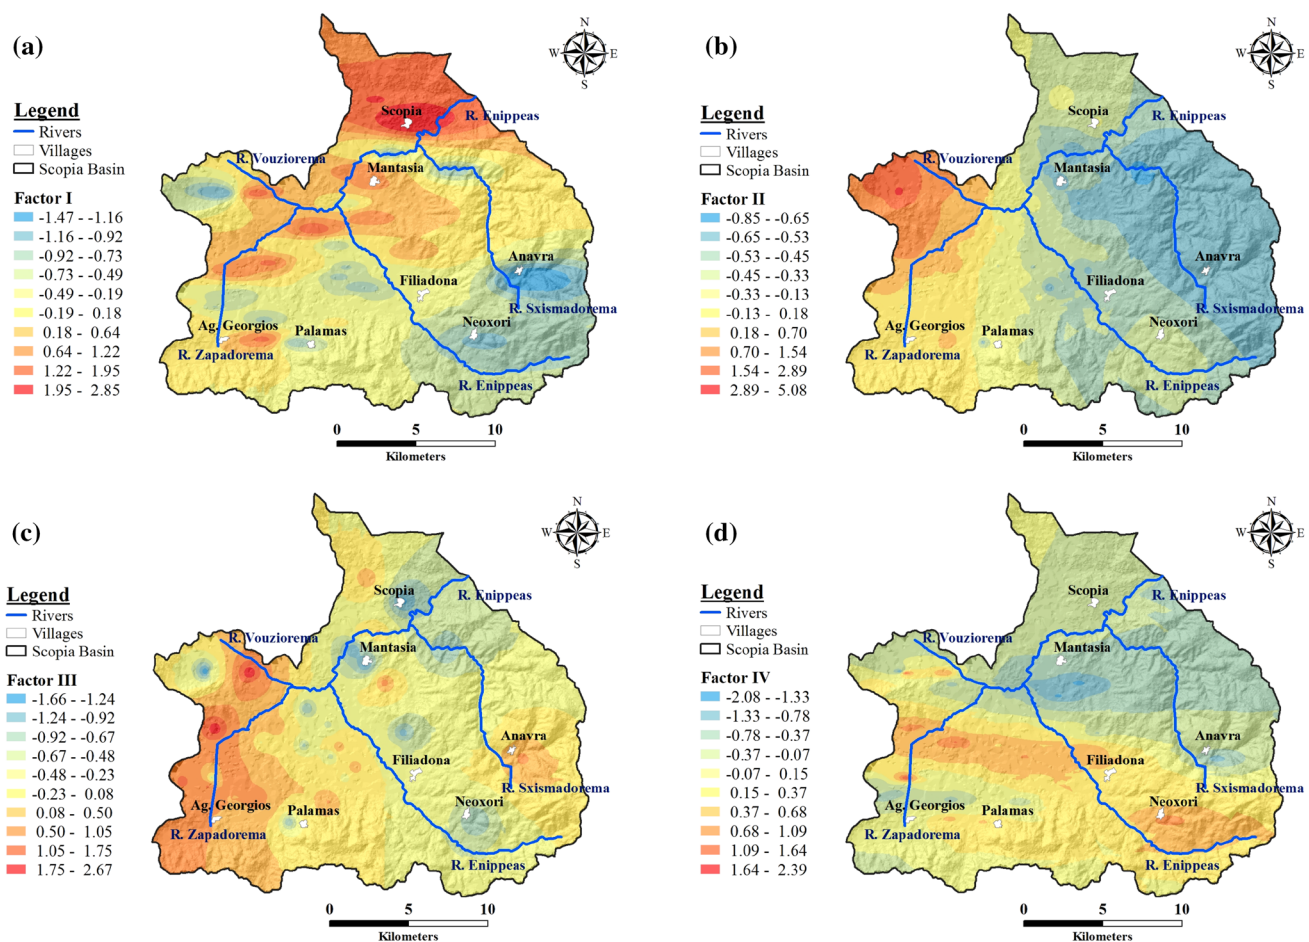 (a)
N
W
E
S
Legend
Rivers
Villages
Scopia Basin
Factor I
-1.47 - -1.16
-1.16 - -0.92
-0.92 - -0.73
-0.73 - -0.49
-0.49 - -0.19
-0.19 - 0.18
0.18 - 0.64
0.64 - 1.22
1.22 - 1.95
1.95 - 2.85
Scopia
R. Enippeas
R. Vouziorema
Mantasia
Anavra
Filiadona
R. Sxismadorema
Ag. Georgios
Palamas
Neoxori
R. Zapadorema
R. Enippeas
0 5 10
Kilometers
(b)
N
W
E
S
Legend
Rivers
Villages
Scopia Basin
Factor II
-0.85 - -0.65
-0.65 - -0.53
-0.53 - -0.45
-0.45 - -0.33
-0.33 - -0.13
-0.13 - 0.18
0.18 - 0.70
0.70 - 1.54
1.54 - 2.89
2.89 - 5.08
Scopia
R. Enippeas
R. Vouziorema
Mantasia
Anavra
Filiadona
R. Sxismadorema
Ag. Georgios
Palamas
Neoxori
R. Zapadorema
R. Enippeas
0 5 10
Kilometers
(c)
N
W
E
S
Legend
Rivers
Villages
Scopia Basin
Factor III
-1.66 - -1.24
-1.24 - -0.92
-0.92 - -0.67
-0.67 - -0.48
-0.48 - -0.23
-0.23 - 0.08
0.08 - 0.50
0.50 - 1.05
1.05 - 1.75
1.75 - 2.67
Scopia
R. Enippeas
R. Vouziorema
Mantasia
Anavra
Filiadona
R. Sxismadorema
Ag. Georgios
Palamas
Neoxori
R. Zapadorema
R. Enippeas
0 5 10
Kilometers
(d)
N
W
E
S
Legend
Rivers
Villages
Scopia Basin
Factor IV
-2.08 - -1.33
-1.33 - -0.78
-0.78 - -0.37
-0.37 - -0.07
-0.07 - 0.15
0.15 - 0.37
0.37 - 0.68
0.68 - 1.09
1.09 - 1.64
1.64 - 2.39
Scopia
R. Enippeas
R. Vouziorema
Mantasia
Anavra
Filiadona
R. Sxismadorema
Ag. Georgios
Palamas
Neoxori
R. Zapadorema
R. Enippeas
0 5 10
Kilometers